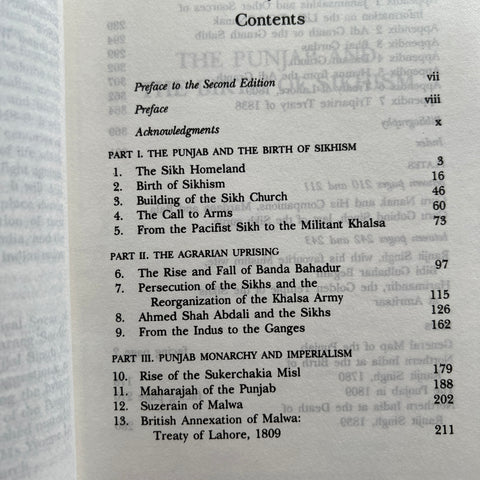 Contents
Preface to the Second Edition vii
Preface viii
Acknowledgments x
PART I. THE PUNJAB AND THE BIRTH OF SIKHISM
1. The Sikh Homeland 3
2. Birth of Sikhism 16
3. Building of the Sikh Church 46
4. The Call to Arms 60
5. From the Pacifist Sikh to the Militant Khalsa 73
PART II. THE AGRARIAN UPRISING
6. The Rise and Fall of Banda Bahadur 97
7. Persecution of the Sikhs and the
Reorganization of the Khalsa Army 115
8. Ahmed Shah Abdali and the Sikhs 126
9. From the Indus to the Ganges 162
PART III. PUNJAB MONARCHY AND IMPERIALISM
10. Rise of the Sukerchakia Misl 179
11. Maharajah of the Punjab 188
12. Suzerain of Malwa 202
13. British Annexation of Malwa:
Treaty of Lahore, 1809 211